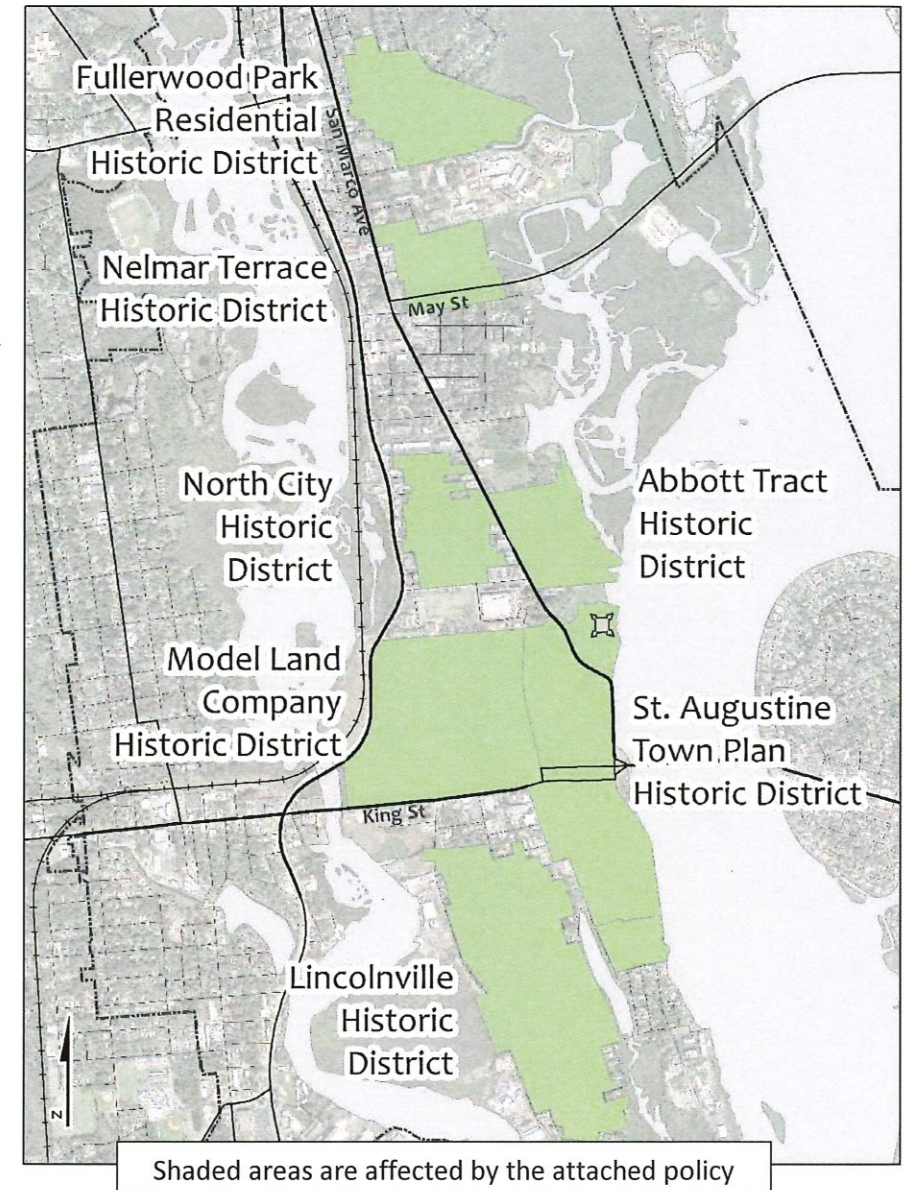 Fullerwood Park
Residential
Historic District
San Marco Ave
Nelmar Terrace
Historic District
May St
North City
Historic
District
Abbott Tract
Historic
District
Model Land
Company
Historic District
St. Augustine
Town Plan
Historic District
King St
Lincolnville
Historic
District
N
Shaded areas are affected by the attached policy